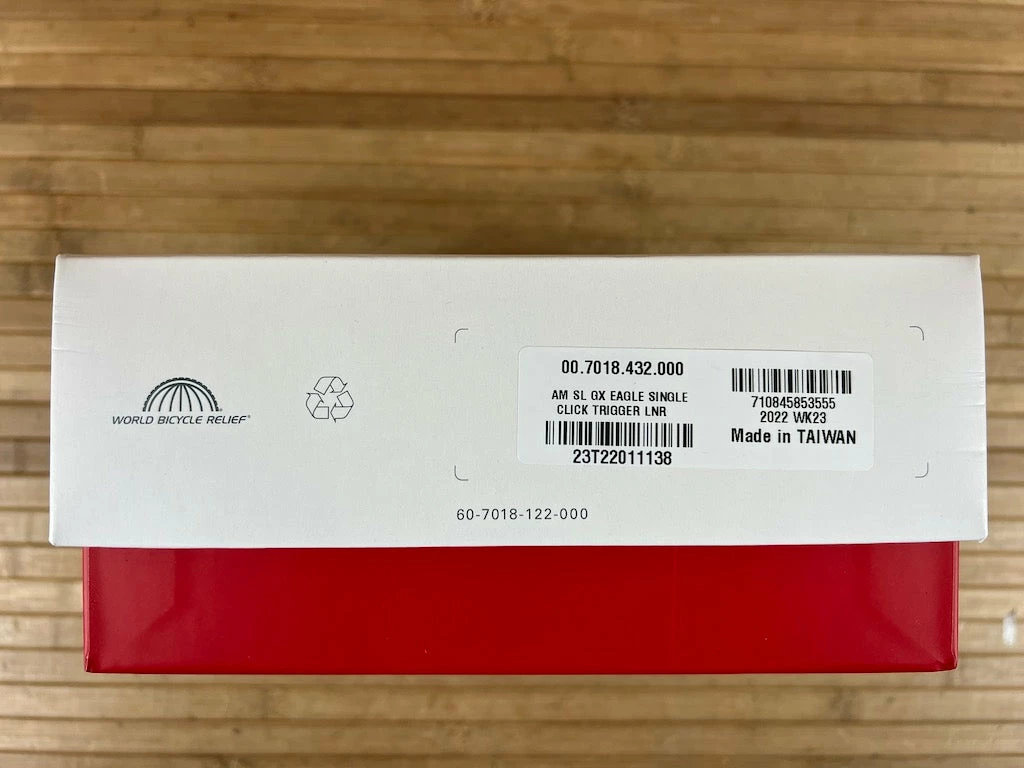 WORLD BICYCLE RELIEF®
00.7018.432.000
AM SL GX EAGLE SINGLE
CLICK TRIGGER LNR
23T22011138
710845853555
2022 WK23
Made in TAIWAN
60-7018-122-000